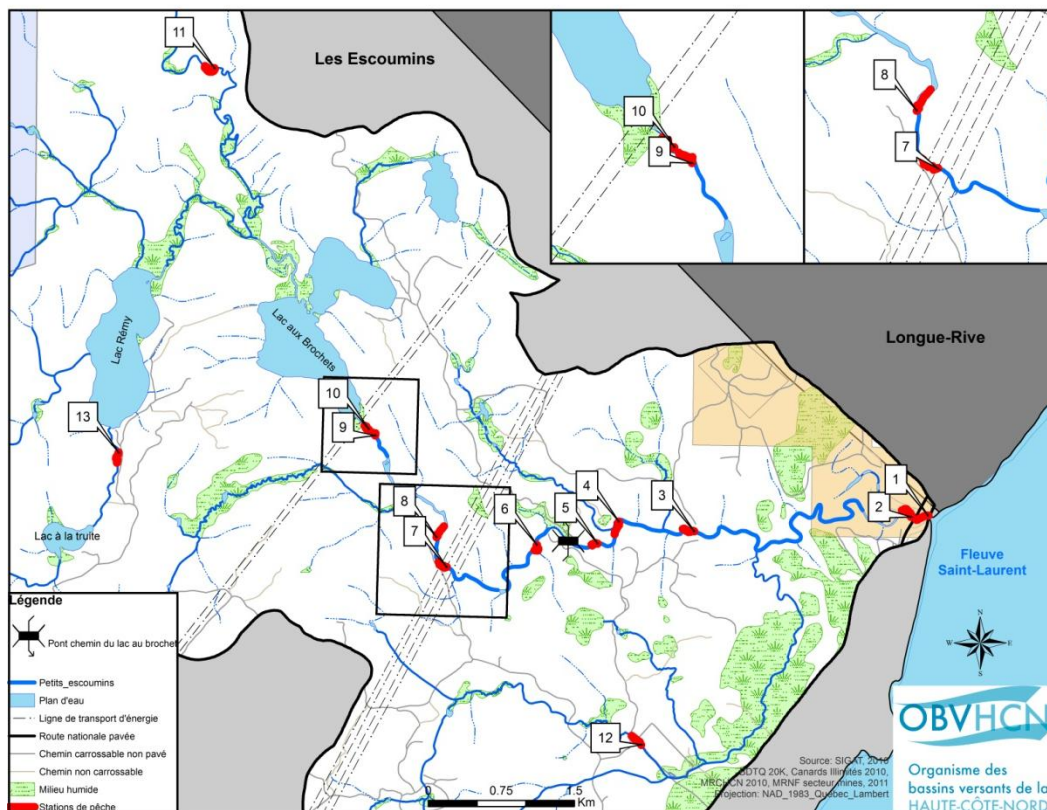 11
Les Escoumins
10
9
8
7
Longue-Rive
Lac Rémy
Lac aux Brochets
13
10
9
8
7
6
5
4
3
2
1
12
Lac à la truite
Fleuve
Saint-Laurent
N
W
E
S
Légende
Pont chemin du lac au brochet
Petits_escoumins
Plan d'eau
Ligne de transport d'énergie
Route nationale pavée
Chemin carrossable non pavé
Chemin non carrossable
Milieu humide
Stations de pêche
0 0.75 1.5
Km
Source: SIGAT, 2010
BDTQ 20K, Canards Illimités 2010,
MRCHCN 2010, MRNF secteur mines, 2011
Projection: NAD_1983_Québec_Lambert
OBVHCN
Organisme des
bassins versants de la
HAUTE-CÔTE-NORD